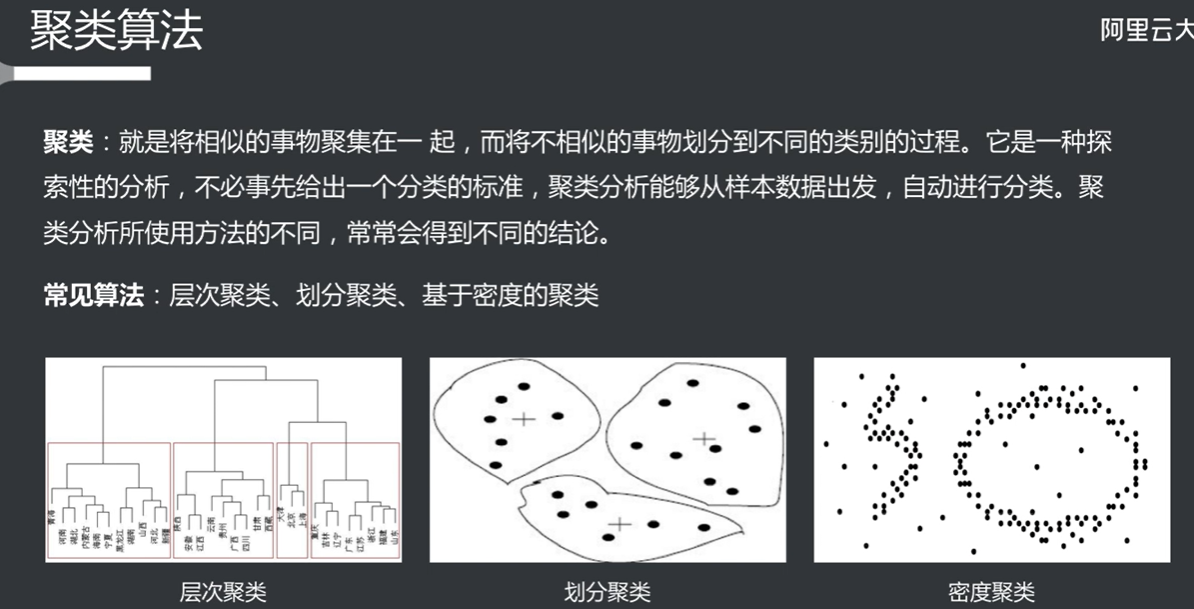 聚类算法
阿里云大
聚类：就是将相似的事物聚集在一 起，而将不相似的事物划分到不同的类别的过程。它是一种探
索性的分析，不必事先给出一个分类的标准，聚类分析能够从样本数据出发，自动进行分类。聚
类分析所使用方法的不同，常常会得到不同的结论。
常见算法：层次聚类、划分聚类、基于密度的聚类
青海
河南
湖北
内蒙古
海南
宁夏
黑龙江
湖南
山西
河北
新疆
陕西
安徽
江西
云南
贵州
广西
四川
甘肃
西藏
天津
北京
上海
重庆
吉林
辽宁
广东
江苏
浙江
福建
山东
层次聚类
划分聚类
密度聚类